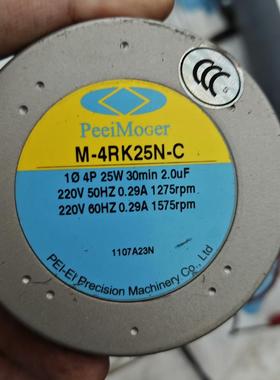 CCC
PeeiMoger
M-4RK25N-C
1Ø 4P 25W 30min 2.0uF
220V 50HZ 0.29A 1275rpm
220V 60HZ 0.29A 1575rpm
1107A23N
PEI-EI Precision Machinery Co., Ltd